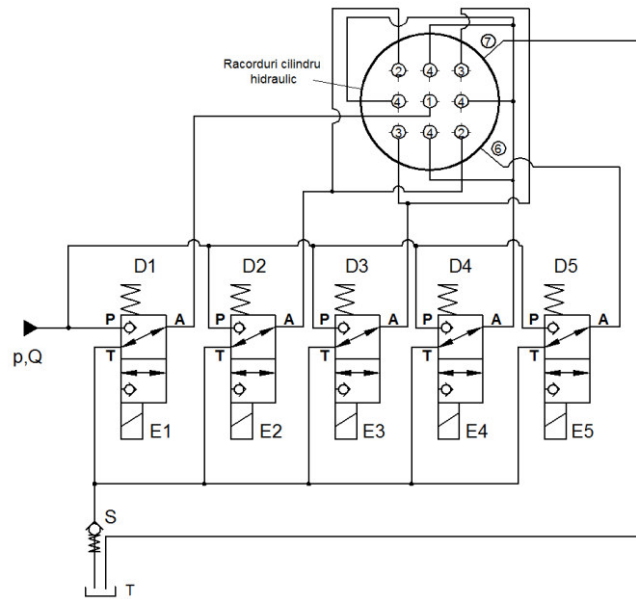 Racorduri cilindru
hidraulic
7
2 4 3
4 1 4
3 4 2
6
D1 D2 D3 D4 D5
P A P A P A P A P A
T T T T T
p,Q
E1 E2 E3 E4 E5
S
T